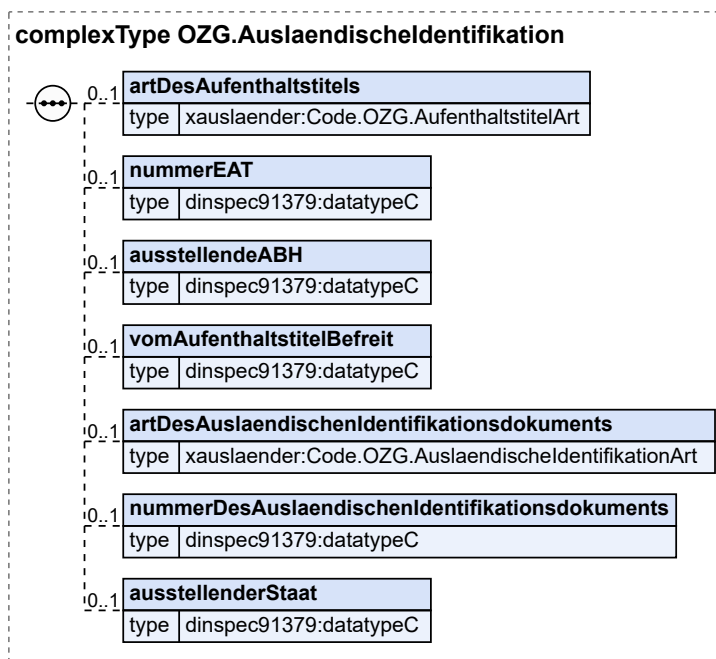 complexType OZG.AuslaendischeIdentifikation
0..1 artDesAufenthaltstitels
type xauslaender:Code.OZG.AufenthaltstitelArt
0..1 nummerEAT
type dinspec91379:datatypeC
0..1 ausstellendeABH
type dinspec91379:datatypeC
0..1 vomAufenthaltstitelBefreit
type dinspec91379:datatypeC
0..1 artDesAuslaendischenIdentifikationsdokuments
type xauslaender:Code.OZG.AuslaendischeIdentifikationArt
0..1 nummerDesAuslaendischenIdentifikationsdokuments
type dinspec91379:datatypeC
0..1 ausstellenderStaat
type dinspec91379:datatypeC